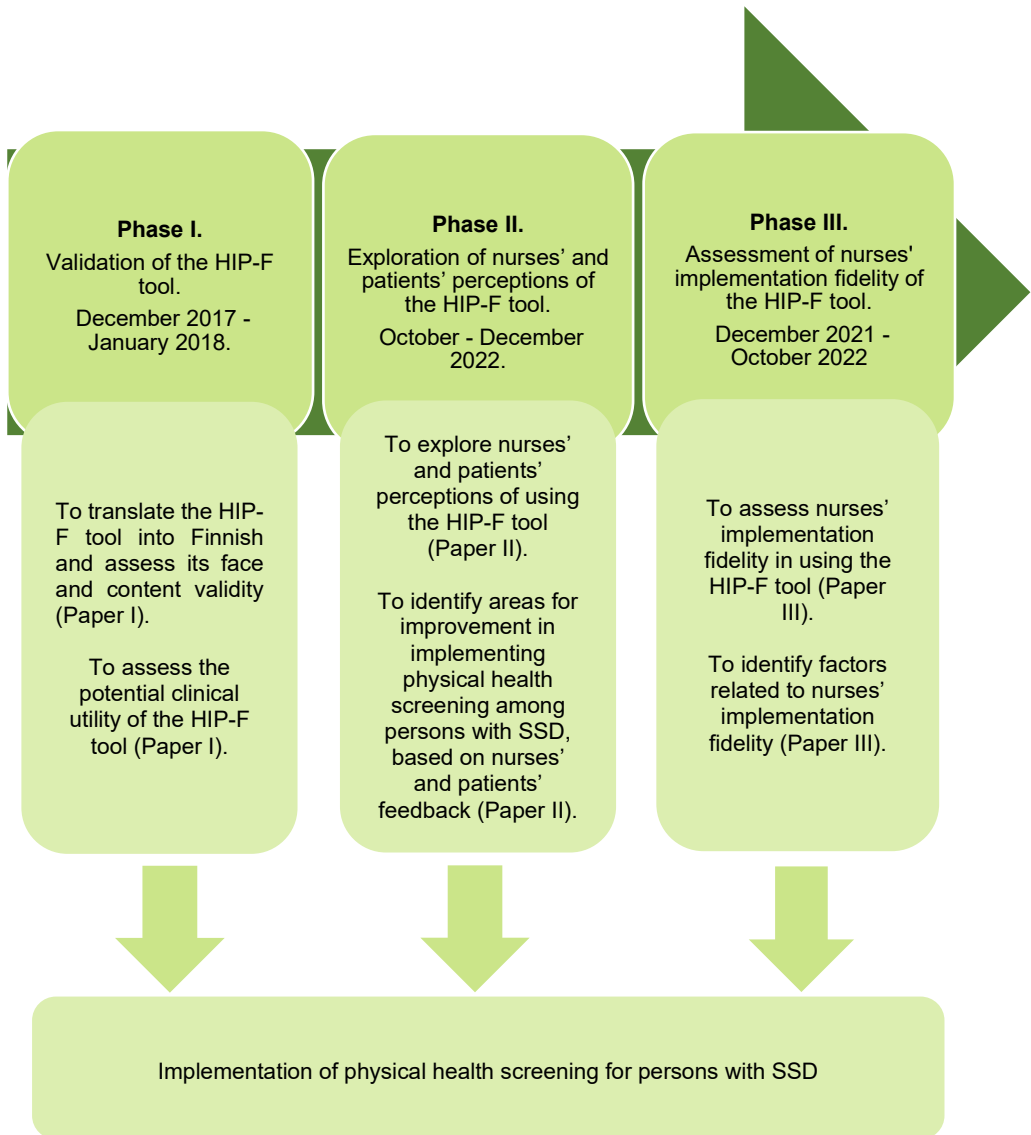 Phase I.
Validation of the HIP-F
tool.
December 2017 -
January 2018.
Phase II.
Exploration of nurses’ and
patients’ perceptions of
the HIP-F tool.
October - December
2022.
Phase III.
Assessment of nurses'
implementation fidelity of
the HIP-F tool.
December 2021 -
October 2022
To translate the HIP-
F tool into Finnish
and assess its face
and content validity
(Paper I).
To assess the
potential clinical
utility of the HIP-F
tool (Paper I).
To explore nurses’
and patients’
perceptions of using
the HIP-F tool
(Paper II).
To identify areas for
improvement in
implementing
physical health
screening among
persons with SSD,
based on nurses’
and patients’
feedback (Paper II).
To assess nurses’
implementation
fidelity in using the
HIP-F tool (Paper
III).
To identify factors
related to nurses’
implementation
fidelity (Paper III).
Implementation of physical health screening for persons with SSD